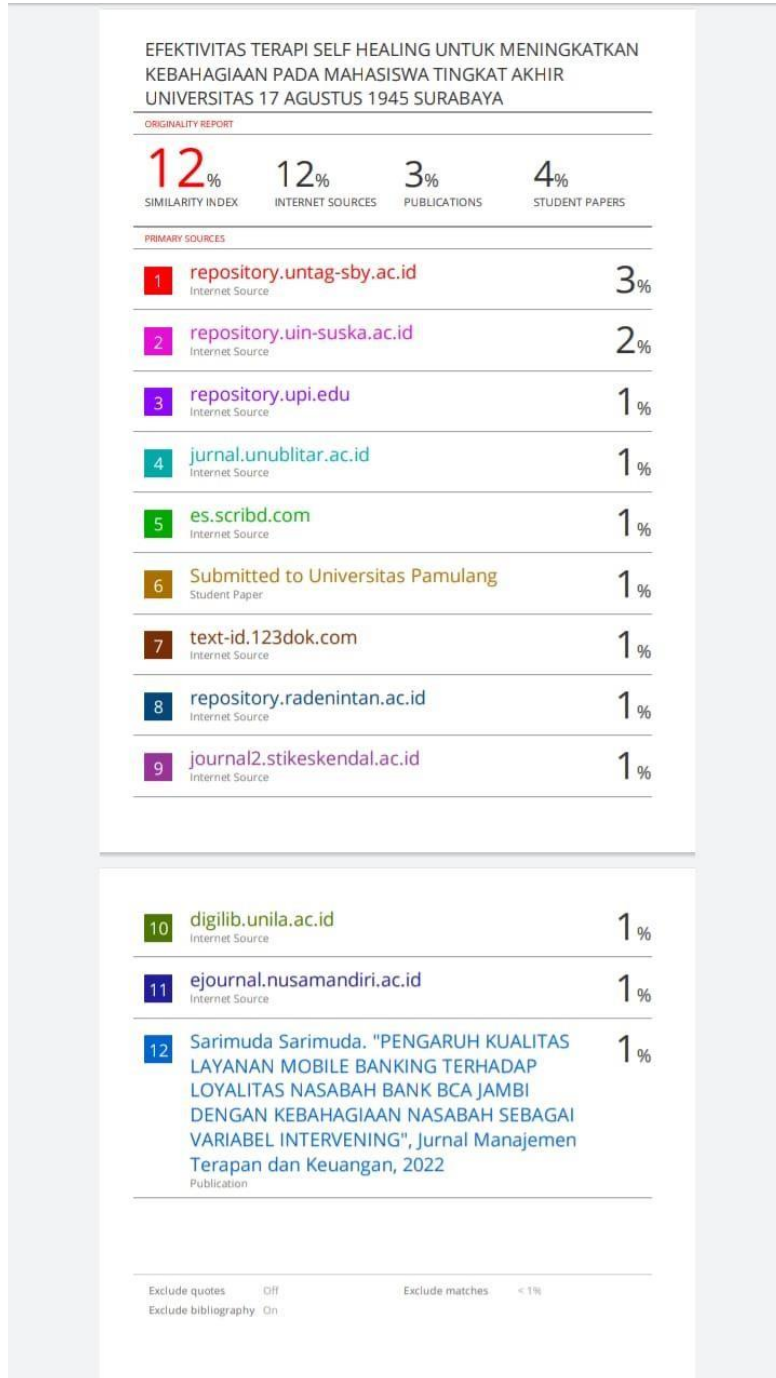 EFEKTIVITAS TERAPI SELF HEALING UNTUK MENINGKATKAN
KEBAHAGIAAN PADA MAHASISWA TINGKAT AKHIR
UNIVERSITAS 17 AGUSTUS 1945 SURABAYA
ORIGINALITY REPORT
12% 12% 3% 4%
SIMILARITY INDEX INTERNET SOURCES PUBLICATIONS STUDENT PAPERS
PRIMARY SOURCES
1 repository.untag-sby.ac.id 3%
Internet Source
2 repository.uin-suska.ac.id 2%
Internet Source
3 repository.upi.edu 1%
Internet Source
4 jurnal.unublitar.ac.id 1%
Internet Source
5 es.scribd.com 1%
Internet Source
6 Submitted to Universitas Pamulang 1%
Student Paper
7 text-id.123dok.com 1%
Internet Source
8 repository.radenintan.ac.id 1%
Internet Source
9 journal2.stikeskendal.ac.id 1%
Internet Source
10 digilib.unila.ac.id 1%
Internet Source
11 ejournal.nusamandiri.ac.id 1%
Internet Source
12 Sarimuda Sarimuda. "PENGARUH KUALITAS 1%
LAYANAN MOBILE BANKING TERHADAP
LOYALITAS NASABAH BANK BCA JAMBI
DENGAN KEBAHAGIAAN NASABAH SEBAGAI
VARIABEL INTERVENING", Jurnal Manajemen
Terapan dan Keuangan, 2022
Publication
Exclude quotes Off Exclude matches < 1%
Exclude bibliography On